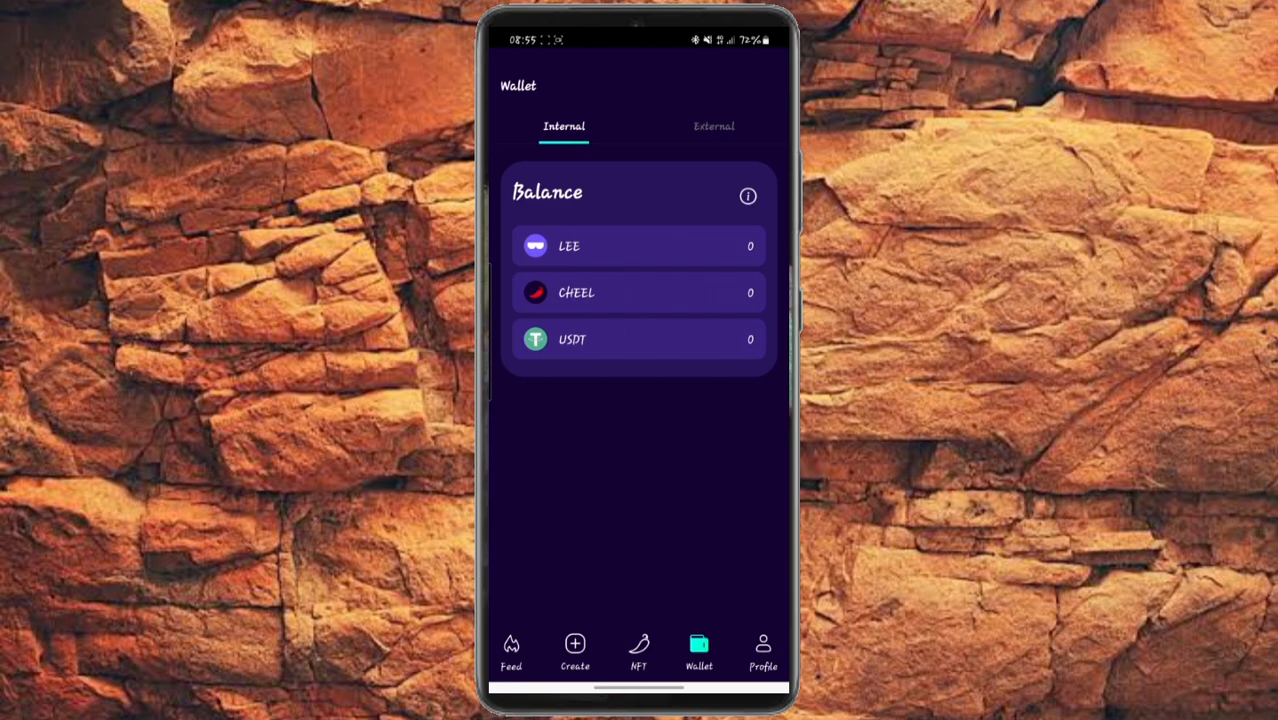 08:55 72%
Wallet
Internal External
Balance
LEE 0
CHEEL 0
USDT 0
Feed Create NFT Wallet Profile